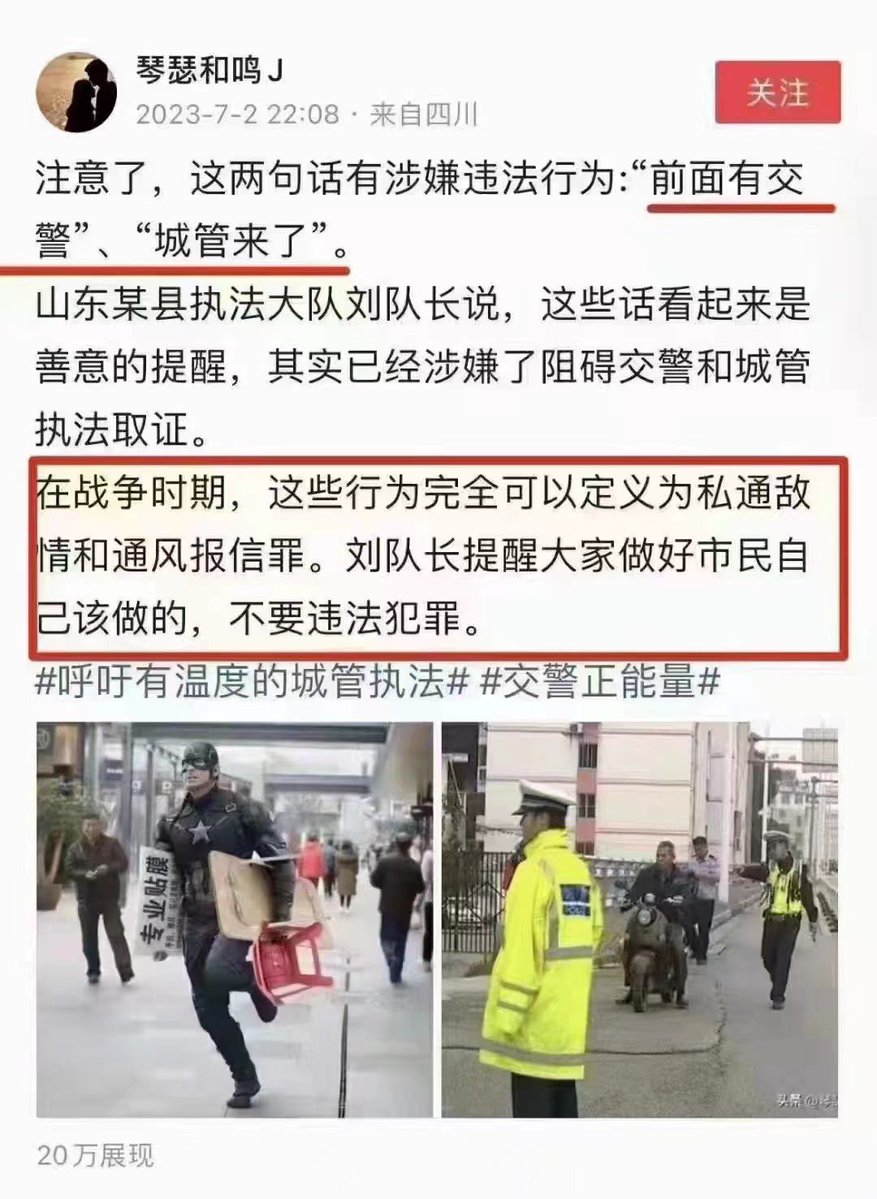 琴瑟和鸣J
2023-7-2 22:08 · 来自四川
关注
注意了，这两句话有涉嫌违法行为:“前面有交
警”、“城管来了”。
山东某县执法大队刘队长说，这些话看起来是
善意的提醒，其实已经涉嫌了阻碍交警和城管
执法取证。
在战争时期，这些行为完全可以定义为私通敌
情和通风报信罪。刘队长提醒大家做好市民自
己该做的，不要违法犯罪。
#呼吁有温度的城管执法# #交警正能量#
专业贴膜
头条
20万展现